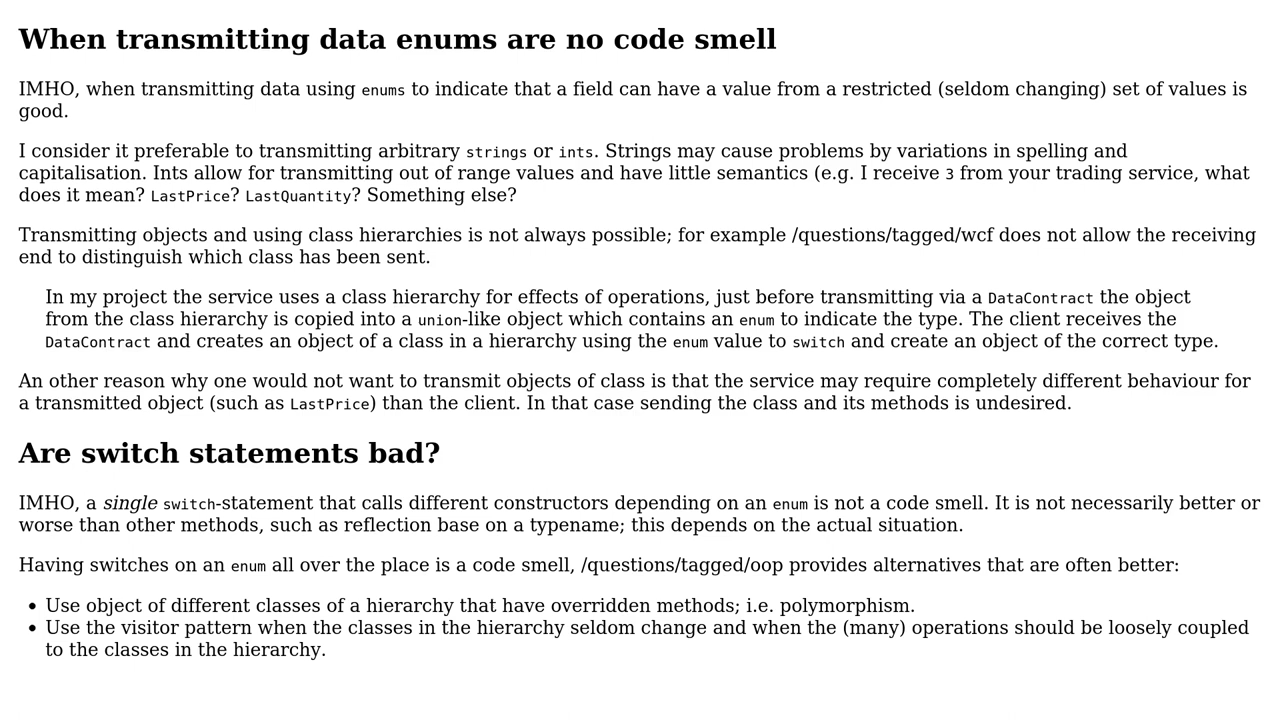 When transmitting data enums are no code smell
IMHO, when transmitting data using enums to indicate that a field can have a value from a restricted (seldom changing) set of values is
good.
I consider it preferable to transmitting arbitrary strings or ints. Strings may cause problems by variations in spelling and
capitalisation. Ints allow for transmitting out of range values and have little semantics (e.g. I receive 3 from your trading service, what
does it mean? LastPrice? LastQuantity? Something else?
Transmitting objects and using class hierarchies is not always possible; for example /questions/tagged/wcf does not allow the receiving
end to distinguish which class has been sent.
In my project the service uses a class hierarchy for effects of operations, just before transmitting via a DataContract the object
from the class hierarchy is copied into a union-like object which contains an enum to indicate the type. The client receives the
DataContract and creates an object of a class in a hierarchy using the enum value to switch and create an object of the correct type.
An other reason why one would not want to transmit objects of class is that the service may require completely different behaviour for
a transmitted object (such as LastPrice) than the client. In that case sending the class and its methods is undesired.
Are switch statements bad?
IMHO, a single switch-statement that calls different constructors depending on an enum is not a code smell. It is not necessarily better or
worse than other methods, such as reflection base on a typename; this depends on the actual situation.
Having switches on an enum all over the place is a code smell, /questions/tagged/oop provides alternatives that are often better:
• Use object of different classes of a hierarchy that have overridden methods; i.e. polymorphism.
• Use the visitor pattern when the classes in the hierarchy seldom change and when the (many) operations should be loosely coupled
to the classes in the hierarchy.